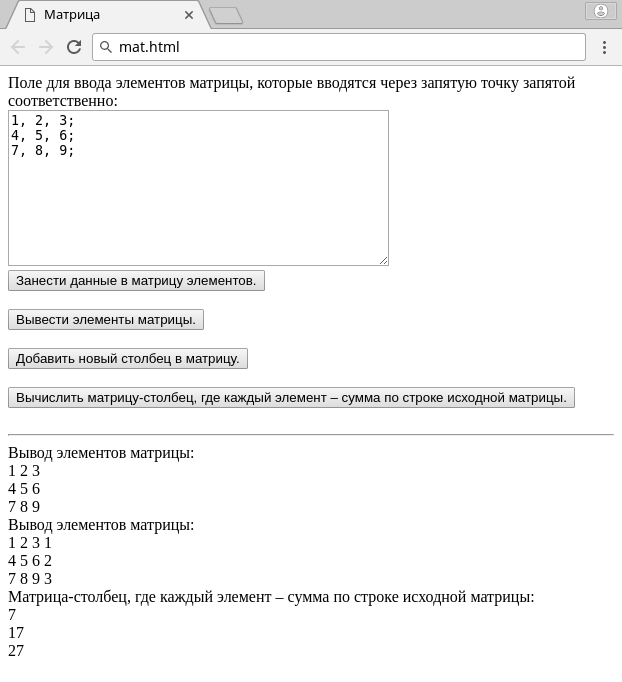 Матрица
mat.html
Поле для ввода элементов матрицы, которые вводятся через запятую точку запятой
соответственно:
1, 2, 3;
4, 5, 6;
7, 8, 9;
Занести данные в матрицу элементов.
Вывести элементы матрицы.
Добавить новый столбец в матрицу.
Вычислить матрицу-столбец, где каждый элемент – сумма по строке исходной матрицы.
Вывод элементов матрицы:
1 2 3
4 5 6
7 8 9
Вывод элементов матрицы:
1 2 3 1
4 5 6 2
7 8 9 3
Матрица-столбец, где каждый элемент – сумма по строке исходной матрицы:
7
17
27